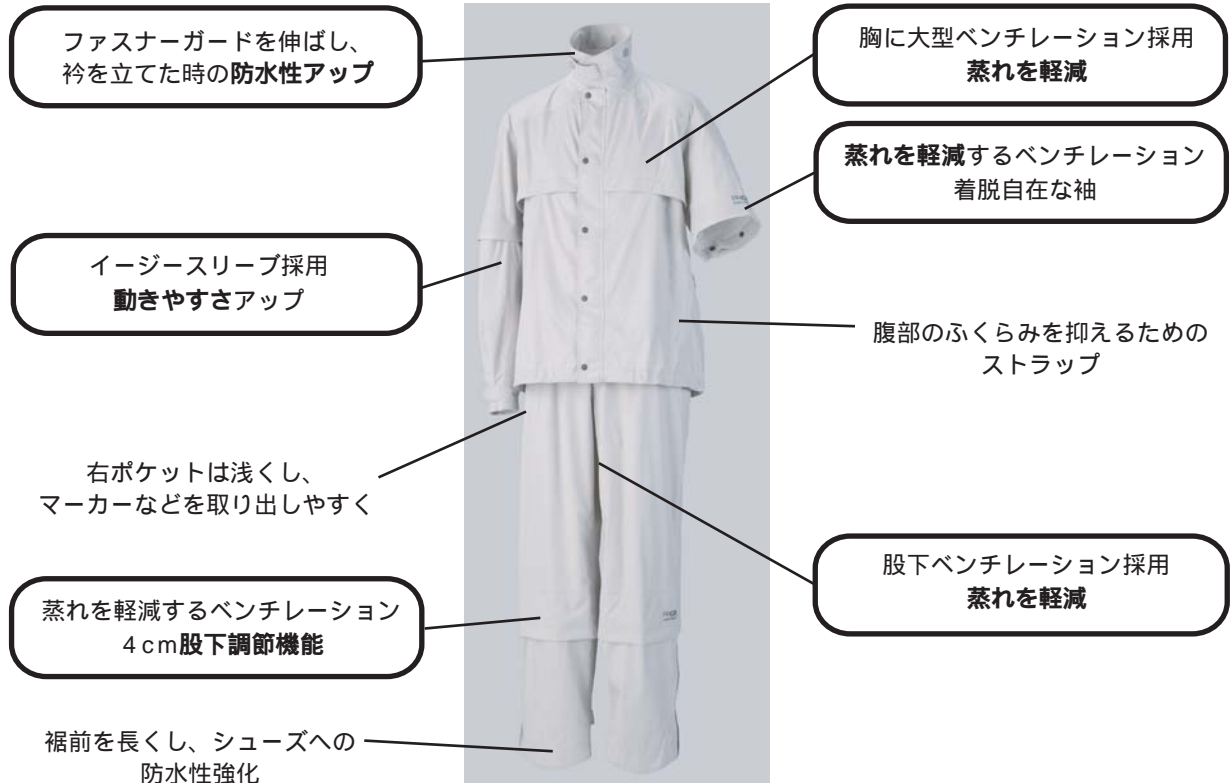 ファスナーガードを伸ばし、
衿を立てた時の防水性アップ
胸に大型ベンチレーション採用
蒸れを軽減
蒸れを軽減するベンチレーション
着脱自在な袖
イージースリーブ採用
動きやすさアップ
腹部のふくらみを抑えるための
ストラップ
右ポケットは浅くし、
マーカーなどを取り出しやすく
股下ベンチレーション採用
蒸れを軽減
蒸れを軽減するベンチレーション
4cm股下調節機能
裾前を長くし、シューズへの
防水性強化